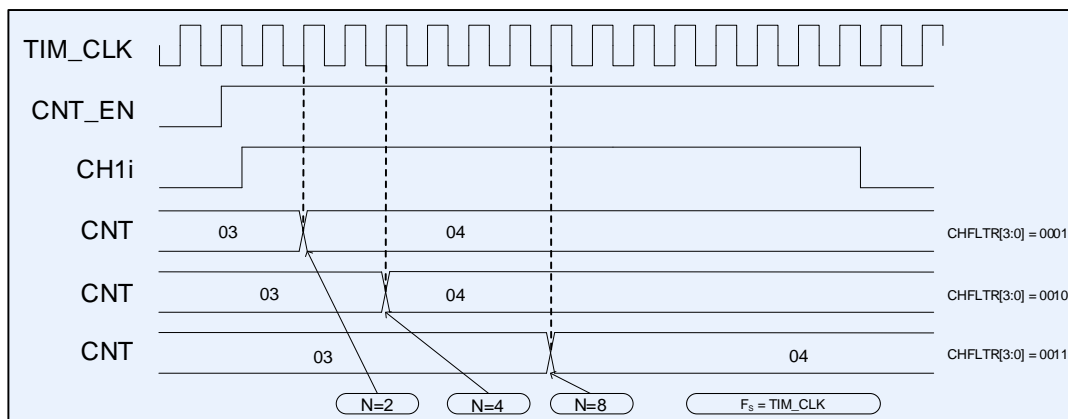 TIM_CLK
CNT_EN
CH1i
CNT
03
04
CHFLTR[3:0] = 0001
CNT
03
04
CHFLTR[3:0] = 0010
CNT
03
04
CHFLTR[3:0] = 0011
N=2
N=4
N=8
FS = TIM_CLK